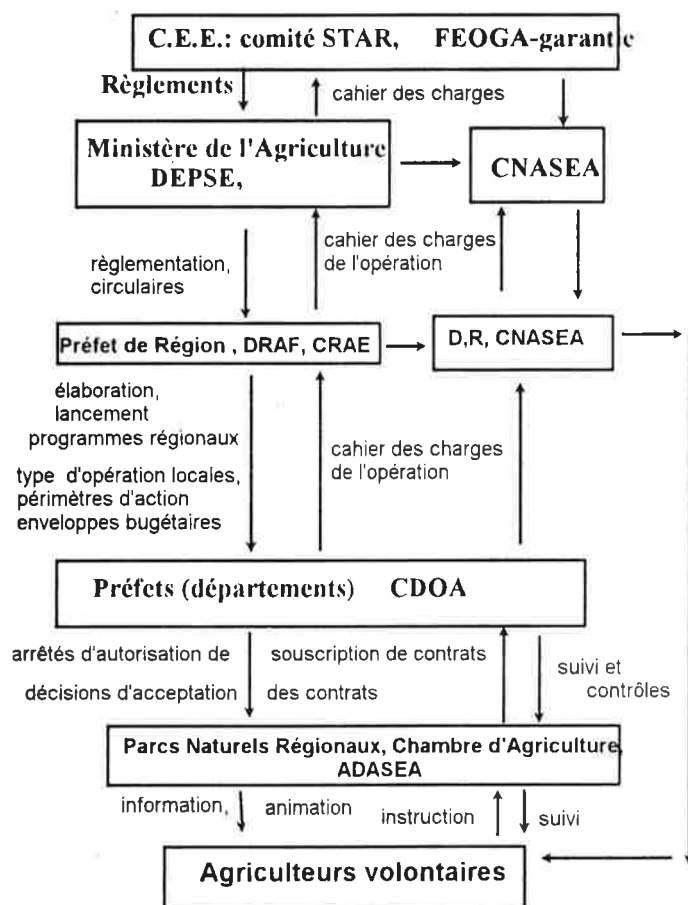 C.E.E.: comité STAR, FEOGA-garantie
Règlements
cahier des charges
Ministère de l'Agriculture
DEPSE,
CNASEA
règlementation,
circulaires
cahier des charges
de l'opération
Préfet de Région , DRAF, CRAE
D,R, CNASEA
élaboration,
lancement
programmes régionaux
type d'opération locales,
périmètres d'action
enveloppes bugétaires
cahier des charges
de l'opération
Préfets (départements) CDOA
arrêtés d'autorisation de
décisions d'acceptation
souscription de contrats
des contrats
suivi et
contrôles
Parcs Naturels Régionaux, Chambre d'Agriculture,
ADASEA
information,
animation
instruction
suivi
Agriculteurs volontaires